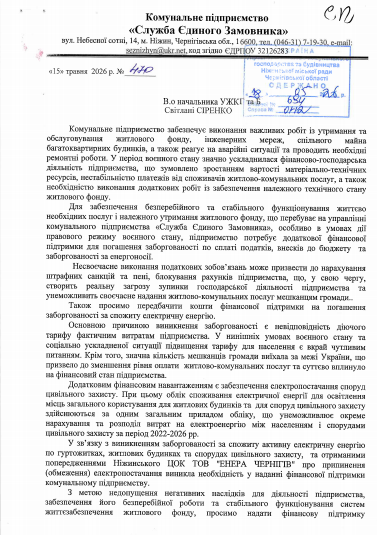 Комунальне підприємство
«Служба Єдиного Замовника»
вул. Небесної сотні, 14, м. Ніжин, Чернігівська обл., 16600, тел. (046-31) 7-19-30, e-mail:
seznizhyn@ukr.net, код згідно ЄДРПОУ 32126283
УКРАЇНА
господарства та будівництва
Ніжинської міської ради
Чернігівської області
ОДЕРЖАНО
«15» травня 2026 р. № 470
В.о начальника УЖКГ та Б
Світлані СІРЕНКО
Комунальне підприємство забезпечує виконання важливих робіт із утримання та
обслуговування житлового фонду, інженерних мереж, спільного майна
багатоквартирних будинків, а також реагує на аварійні ситуації та проводить необхідні
ремонтні роботи. У період воєнного стану значно ускладнилася фінансово-господарська
діяльність підприємства, що зумовлено зростанням вартості матеріально-технічних
ресурсів, нестабільністю платежів від споживачів житлово-комунальних послуг, а також
необхідністю виконання додаткових робіт із забезпечення належного технічного стану
житлового фонду.
Для забезпечення безперебійного та стабільного функціонування життєво
необхідних послуг і належного утримання житлового фонду, що перебуває на управлінні
комунального підприємства «Служба Єдиного Замовника», особливо в умовах дії
правового режиму воєнного стану, підприємство потребує додаткової фінансової
підтримки для погашення заборгованості по сплаті податків, внесків до бюджету та
заборгованості за енергоносії.
Несвоєчасне виконання податкових зобов'язань може призвести до нарахування
штрафних санкцій та пені, блокування рахунків підприємства, що, у свою чергу,
створить реальну загрозу зупинки господарської діяльності підприємства та
унеможливить своєчасне надання житлово-комунальних послуг мешканцям громади..
Також просимо передбачити кошти фінансової підтримки на погашення
заборгованості за спожиту електричну енергію.
Основною причиною виникнення заборгованості є невідповідність діючого
тарифу фактичним витратам підприємства. У нинішніх умовах воєнного стану та
соціально ускладненої ситуації підвищення тарифу для населення є вкрай чутливим
питанням. Крім того, значна кількість мешканців громади виїхала за межі України, що
призвело до зменшення рівня оплати житлово-комунальних послуг та суттєво вплинуло
на фінансовий стан підприємства.
Додатковим фінансовим навантаженням є забезпечення електропостачання споруд
цивільного захисту. При цьому облік споживання електричної енергії для освітлення
місць загального користування для житлових будинків та для споруд цивільного захисту
здійснюються за одним загальним приладом обліку, що унеможливлює окреме
нарахування та розподіл витрат на електроенергію між населенням і спорудами
цивільного захисту за період 2022-2026 рр.
У зв'язку з виникненням заборгованості за спожиту активну електричну енергію
по гуртожитках, житлових будинках та спорудах цивільного захисту, та отриманими
попередженнями Ніжинського ЦОК ТОВ "ЕНЕРА ЧЕРНІГІВ" про припинення
(обмеження) електропостачання виникла необхідність у наданні фінансової підтримки
комунальному підприємству.
З метою недопущення негативних наслідків для діяльності підприємства,
забезпечення його безперебійної роботи та стабільного функціонування систем
життєзабезпечення житлового фонду, просимо надати фінансову підтримку